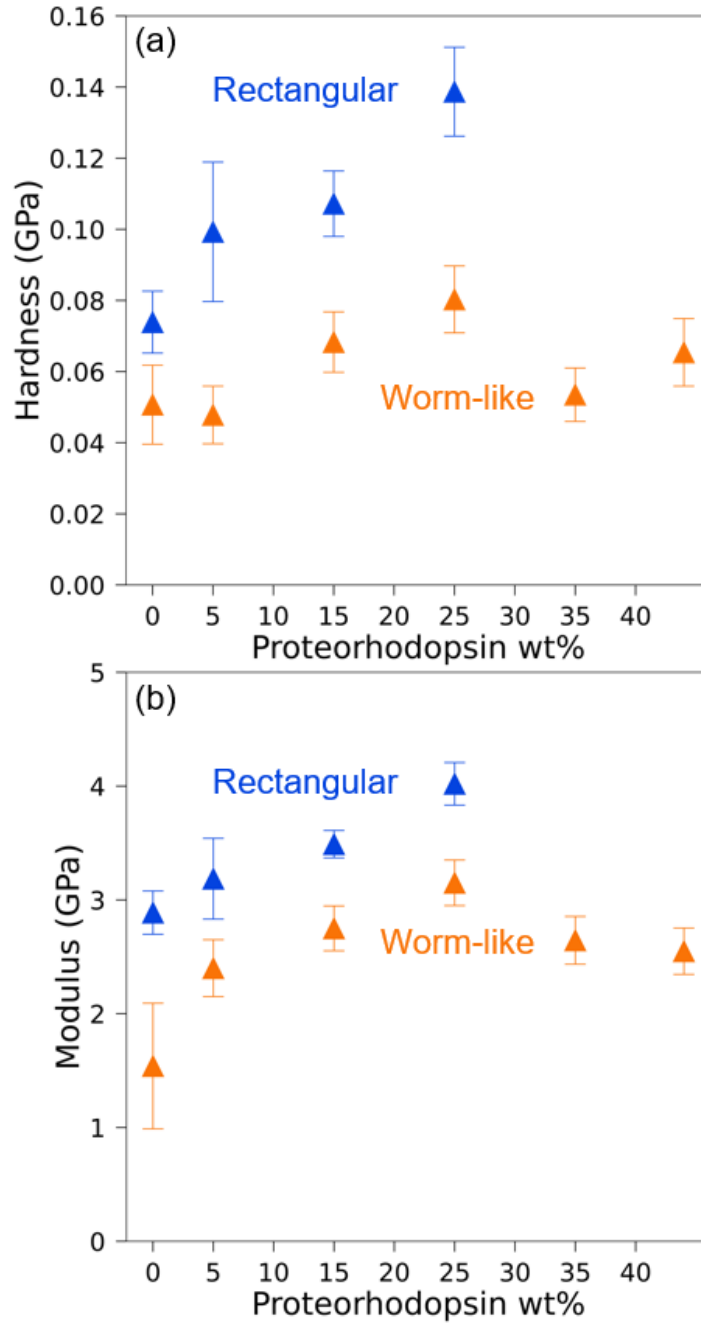 (a)
Rectangular
Worm-like
Hardness (GPa)
0.16
0.14
0.12
0.10
0.08
0.06
0.04
0.02
0.00
0 5 10 15 20 25 30 35 40
Proteorhodopsin wt%
(b)
Rectangular
Worm-like
Modulus (GPa)
5
4
3
2
1
0
0 5 10 15 20 25 30 35 40
Proteorhodopsin wt%